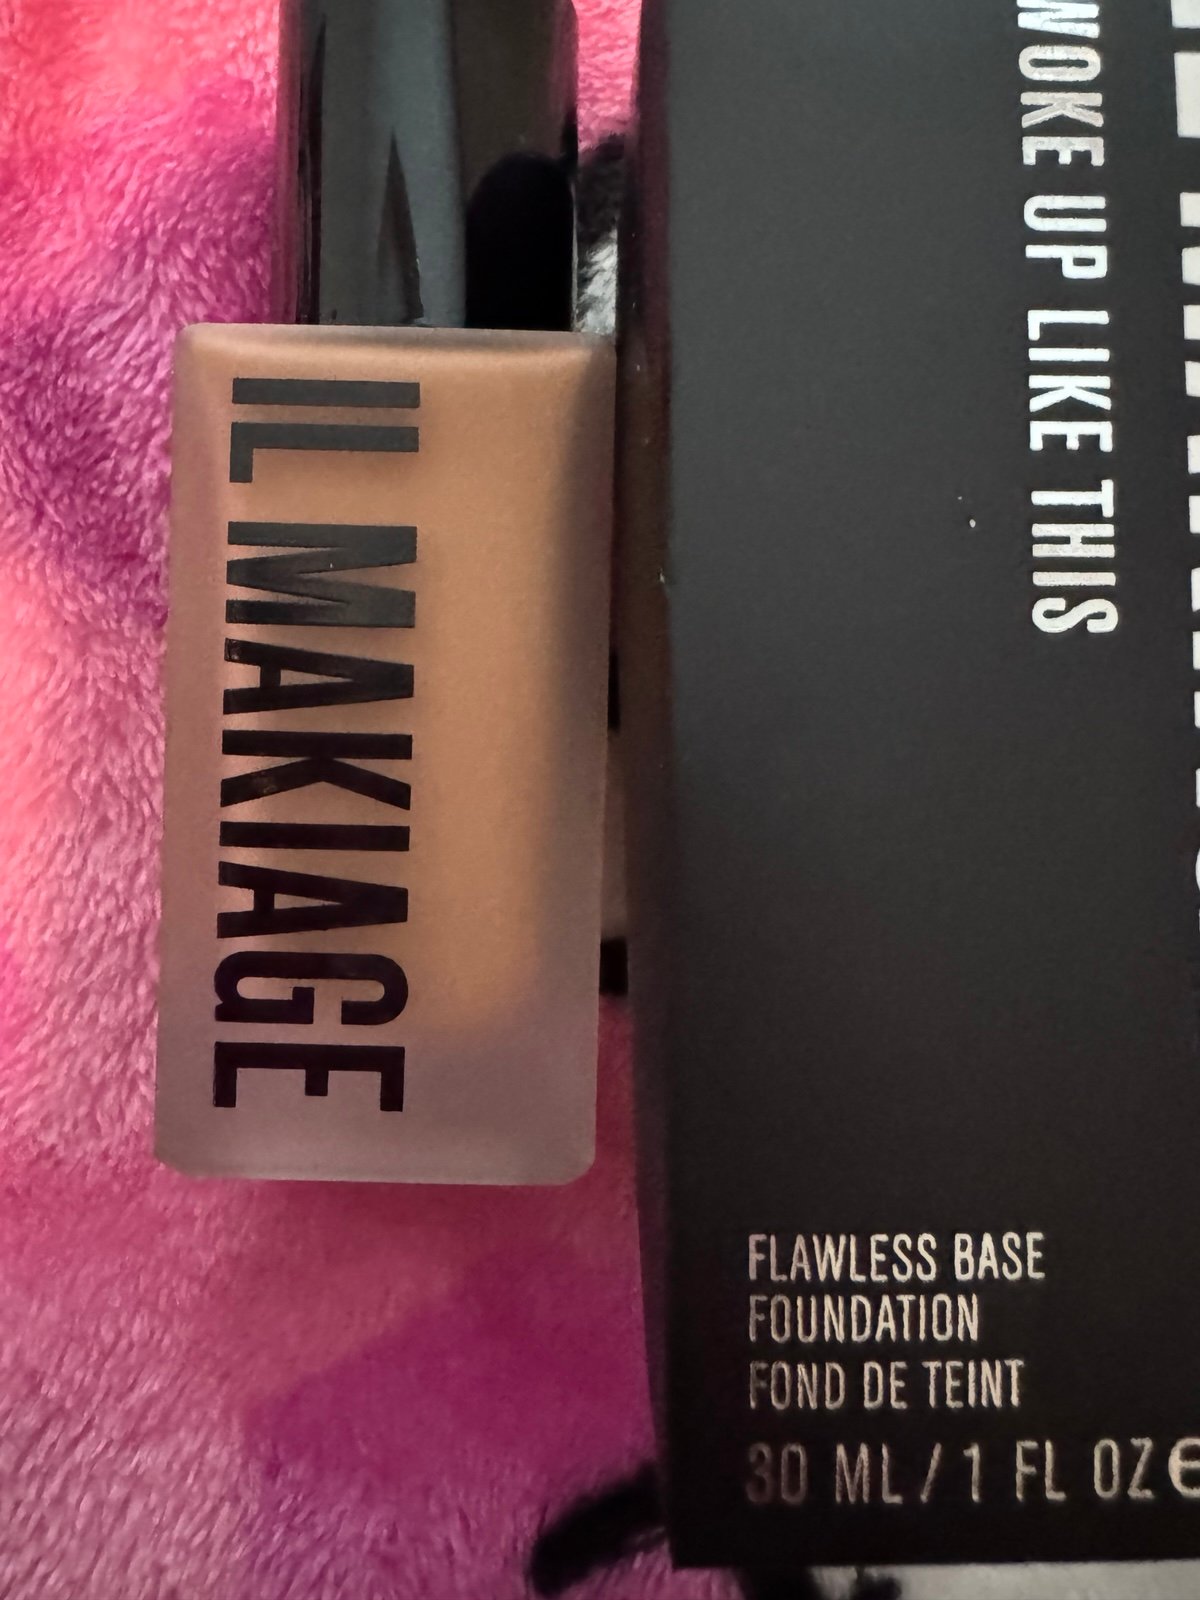 IL MAKIAGE
WOKE UP LIKE THIS
FLAWLESS BASE
FOUNDATION
FOND DE TEINT
30 ML / 1 FL OZ e